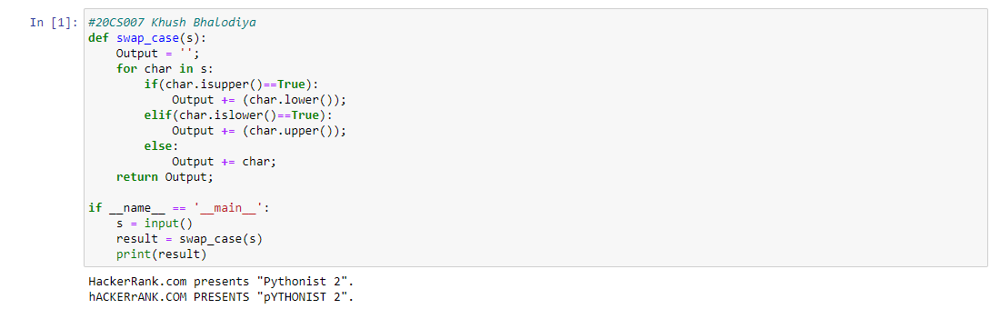 In [1]: #20CS007 Khush Bhalodiya
def swap_case(s):
    Output = '';
    for char in s:
        if(char.isupper()==True):
            Output += (char.lower());
        elif(char.islower()==True):
            Output += (char.upper());
        else:
            Output += char;
    return Output;

if __name__ == '__main__':
    s = input()
    result = swap_case(s)
    print(result)
HackerRank.com presents "Pythonist 2".
hACKERrANK.COM PRESENTS "pYTHONIST 2".